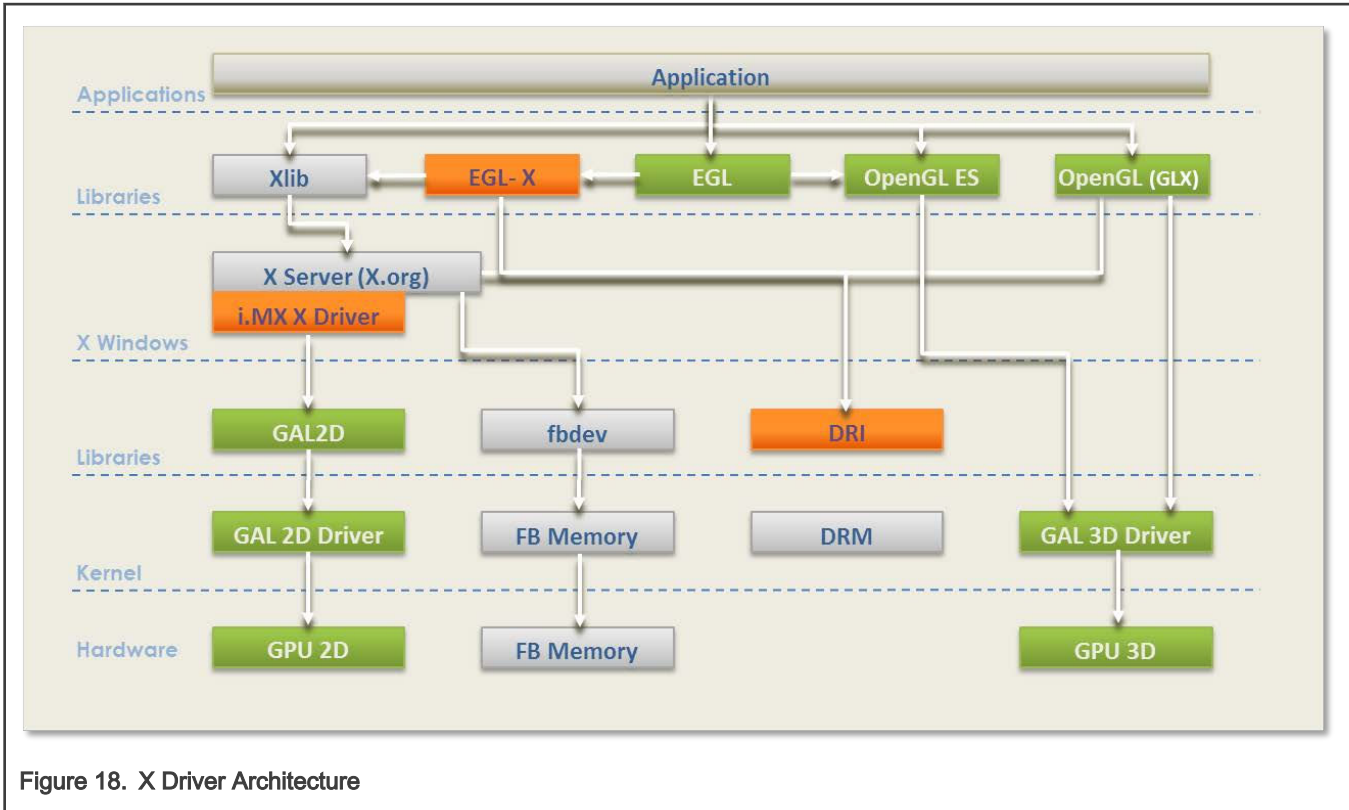 Application
Applications
Xlib
EGL- X
EGL
OpenGL ES
OpenGL (GLX)
Libraries
X Server (X.org)
i.MX X Driver
X Windows
GAL2D
fbdev
DRI
Libraries
GAL 2D Driver
FB Memory
DRM
GAL 3D Driver
Kernel
Hardware
GPU 2D
FB Memory
GPU 3D
Figure 18. X Driver Architecture